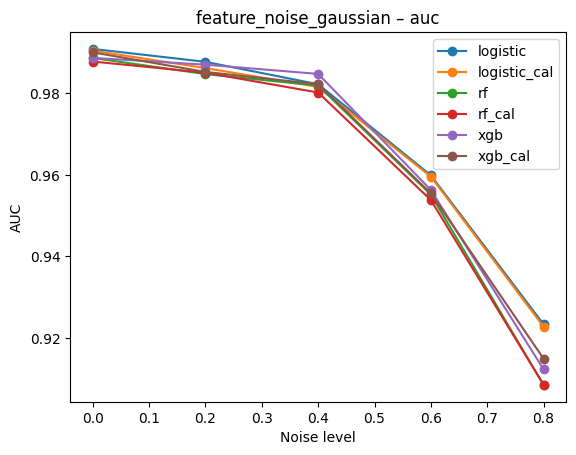 feature_noise_gaussian – auc
logistic
logistic_cal
rf
rf_cal
xgb
xgb_cal
AUC
0.98
0.96
0.94
0.92
0.0 0.1 0.2 0.3 0.4 0.5 0.6 0.7 0.8
Noise level